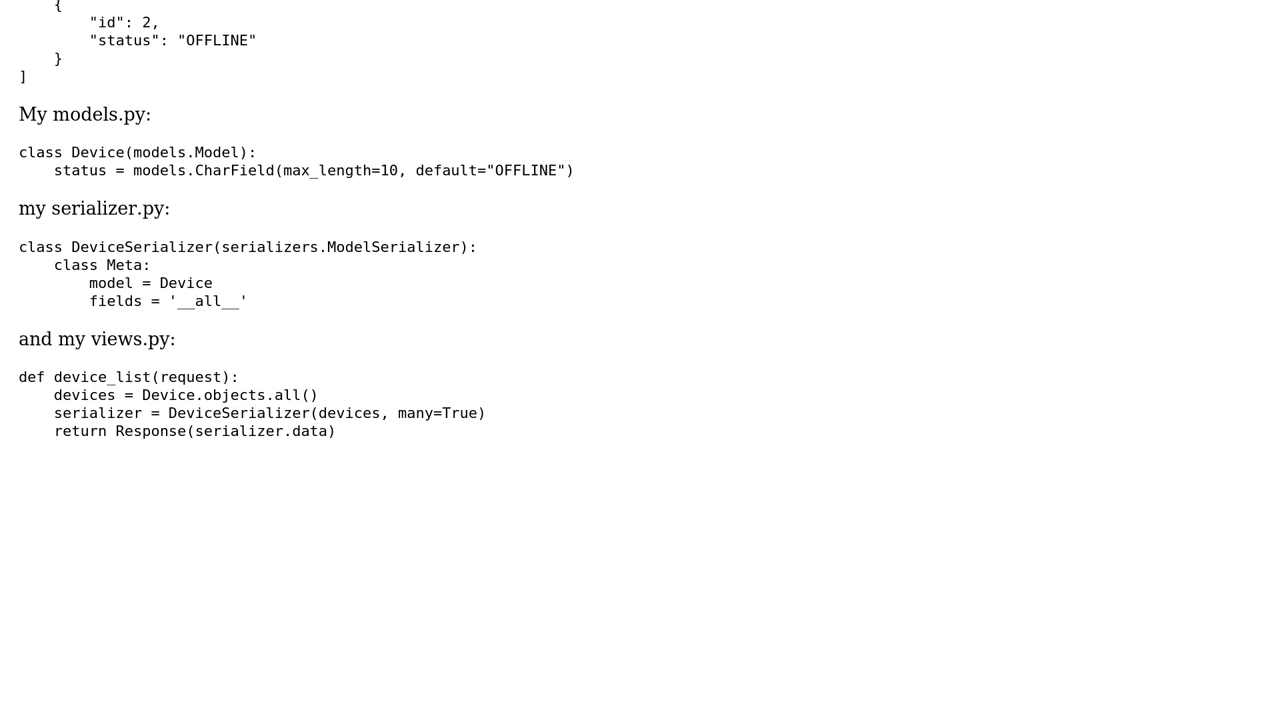 {
        "id": 2,
        "status": "OFFLINE"
    }
]
My models.py:
class Device(models.Model):
    status = models.CharField(max_length=10, default="OFFLINE")
my serializer.py:
class DeviceSerializer(serializers.ModelSerializer):
    class Meta:
        model = Device
        fields = '__all__'
and my views.py:
def device_list(request):
    devices = Device.objects.all()
    serializer = DeviceSerializer(devices, many=True)
    return Response(serializer.data)